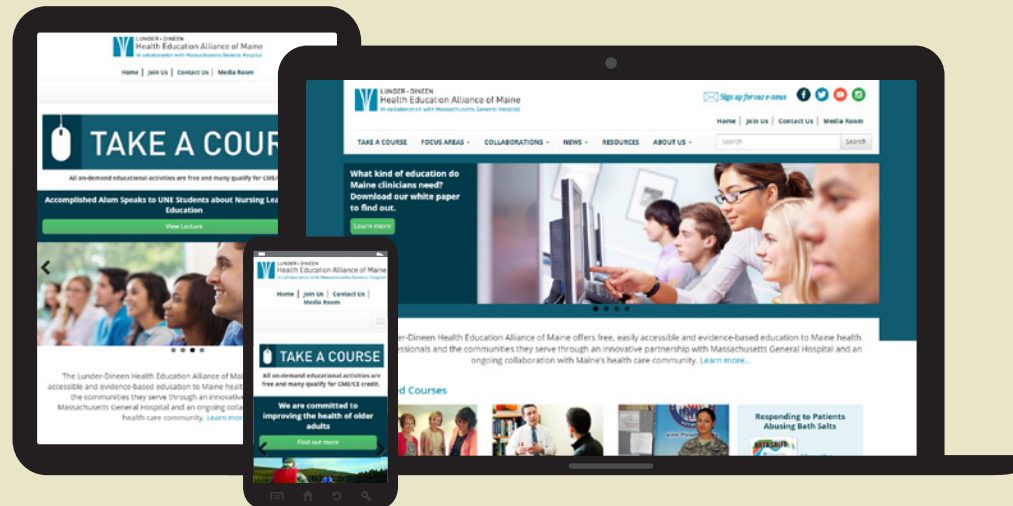 LUNDER • DINEEN
Health Education Alliance of Maine
In collaboration with Massachusetts General Hospital
Home | Join Us | Contact Us | Media Room
TAKE A COUR
All on-demand educational activities are free and many qualify for CME/
Accomplished Alum Speaks to UNE Students about Nursing Lea
Education
View Lecture
The Lunder-Dineen Health Education Alliance of Mai
accessible and evidence-based education to Maine healt
the communities they serve through an innovative
Massachusetts General Hospital and an ongoing colla
health care community. Learn mor
LUNDER • DINEEN
Health Education Alliance of Maine
In collaboration with Massachusetts General Hospital
Home | Join Us | Contact Us |
Media Room
TAKE A COURSE
All on-demand educational activities are
free and many qualify for CME/CE credit.
We are committed to
improving the health of older
adults
Find out more
LUNDER • DINEEN
Health Education Alliance of Maine
In collaboration with Massachusetts General Hospital
Sign up for our e-news
Home | Join Us | Contact Us | Media Room
TAKE A COURSE FOCUS AREAS COLLABORATIONS NEWS RESOURCES ABOUT US
Search Search
What kind of education do
Maine clinicians need?
Download our white paper
to find out.
Learn more
er-Dineen Health Education Alliance of Maine offers free, easily accessible and evidence-based education to Maine health
essionals and the communities they serve through an innovative partnership with Massachusetts General Hospital and an
ongoing collaboration with Maine's health care community. Learn more...
d Courses
Responding to Patients
Abusing Bath Salts
BATH SALTS